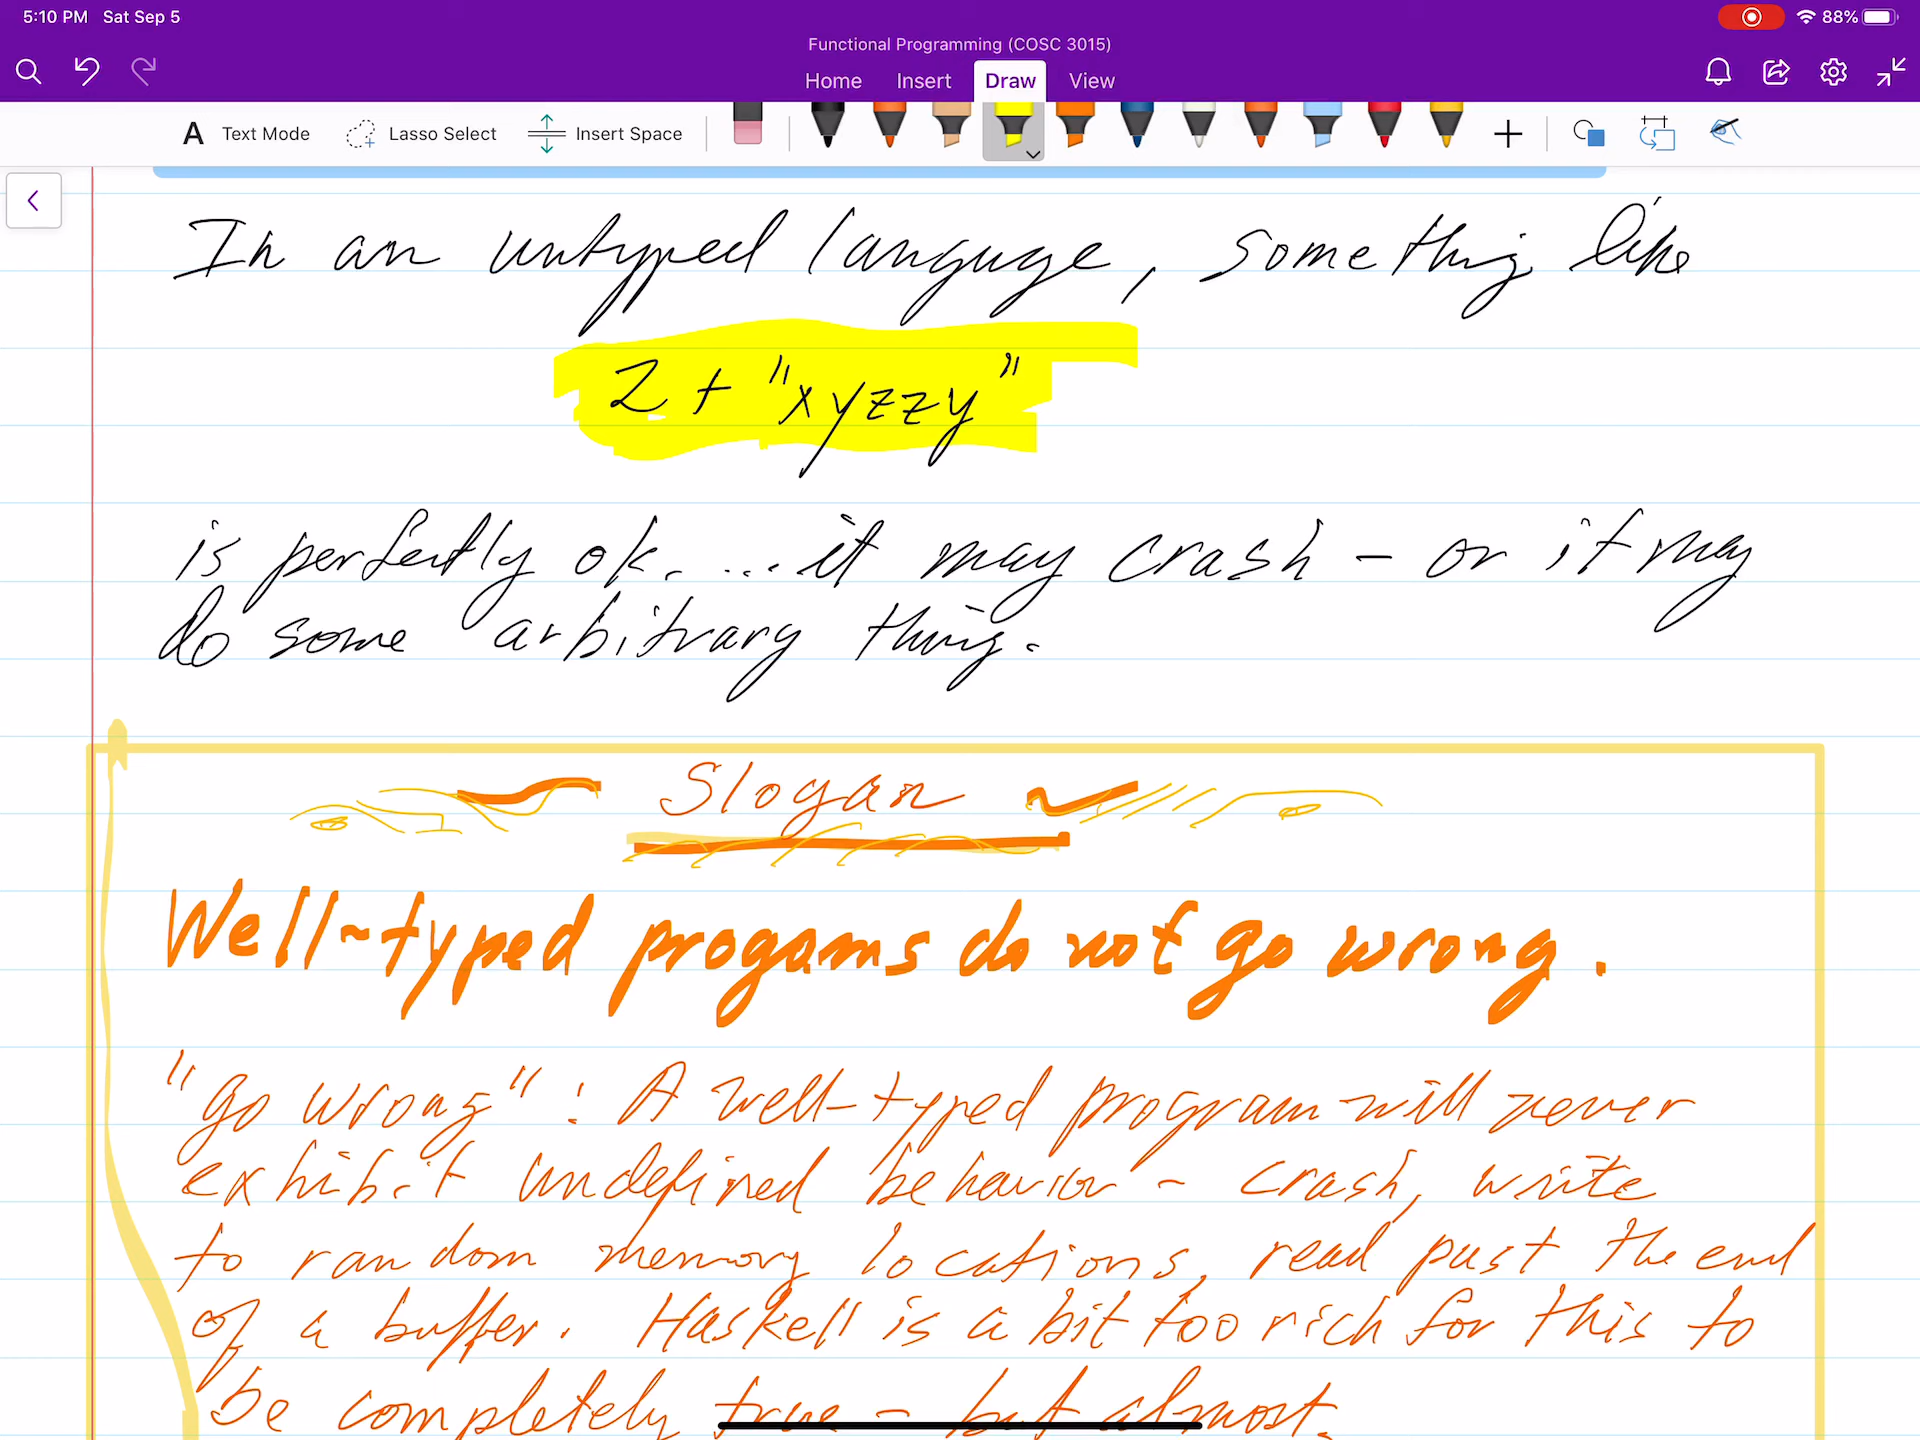 5:10 PM Sat Sep 5
88%
Functional Programming (COSC 3015)
Home Insert Draw View
A Text Mode Lasso Select Insert Space
In an untyped languge, something like
2 + "xyzzy"
is perfectly ok. ... it may crash - or it may
do some arbitrary thing.
Slogan
Well-typed progams do not go wrong.
"go wrong" : A well-typed program will never
exhibit undefined behavior - crash, write
to random memory locations, read past the end
of a buffer. Haskell is a bit too rich for this to
be completely true - but almost.